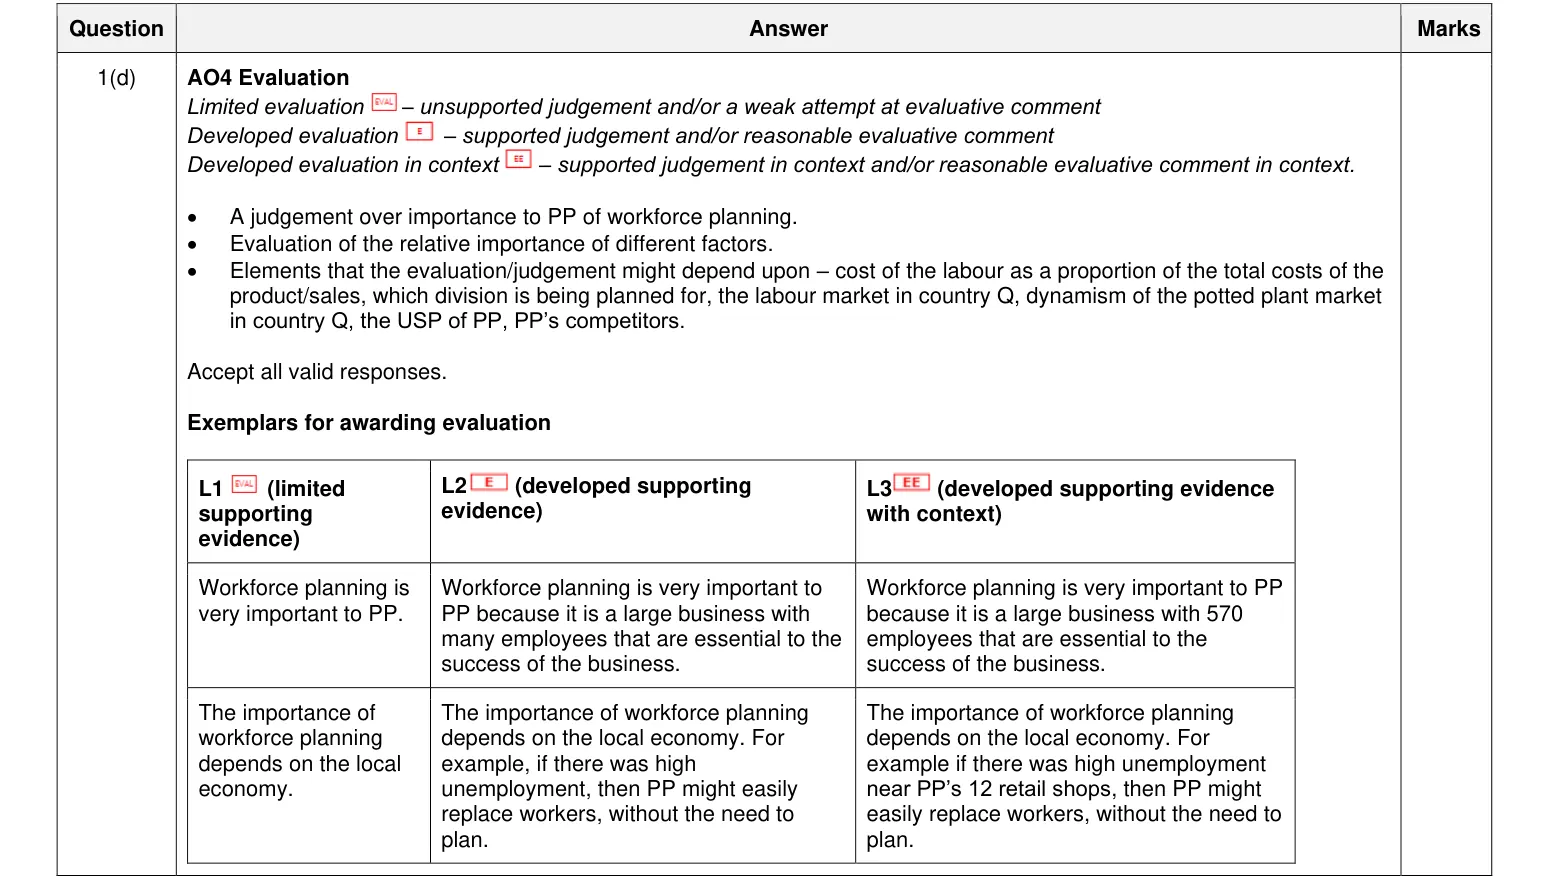 Question Answer Marks
1(d) AO4 Evaluation
Limited evaluation EVAL – unsupported judgement and/or a weak attempt at evaluative comment
Developed evaluation E – supported judgement and/or reasonable evaluative comment
Developed evaluation in context EE – supported judgement in context and/or reasonable evaluative comment in context.
• A judgement over importance to PP of workforce planning.
• Evaluation of the relative importance of different factors.
• Elements that the evaluation/judgement might depend upon – cost of the labour as a proportion of the total costs of the
product/sales, which division is being planned for, the labour market in country Q, dynamism of the potted plant market
in country Q, the USP of PP, PP’s competitors.
Accept all valid responses.
Exemplars for awarding evaluation
L1 EVAL (limited
supporting
evidence)
L2 E (developed supporting
evidence)
L3 EE (developed supporting evidence
with context)
Workforce planning is
very important to PP.
Workforce planning is very important to
PP because it is a large business with
many employees that are essential to the
success of the business.
Workforce planning is very important to PP
because it is a large business with 570
employees that are essential to the
success of the business.
The importance of
workforce planning
depends on the local
economy.
The importance of workforce planning
depends on the local economy. For
example, if there was high
unemployment, then PP might easily
replace workers, without the need to
plan.
The importance of workforce planning
depends on the local economy. For
example if there was high unemployment
near PP’s 12 retail shops, then PP might
easily replace workers, without the need to
plan.